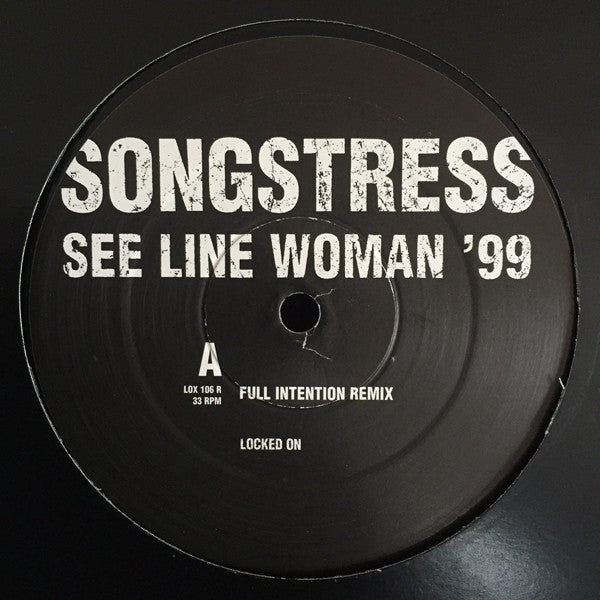 SONGSTRESS
SEE LINE WOMAN '99
A
LOX 106 R
33 RPM
FULL INTENTION REMIX
LOCKED ON